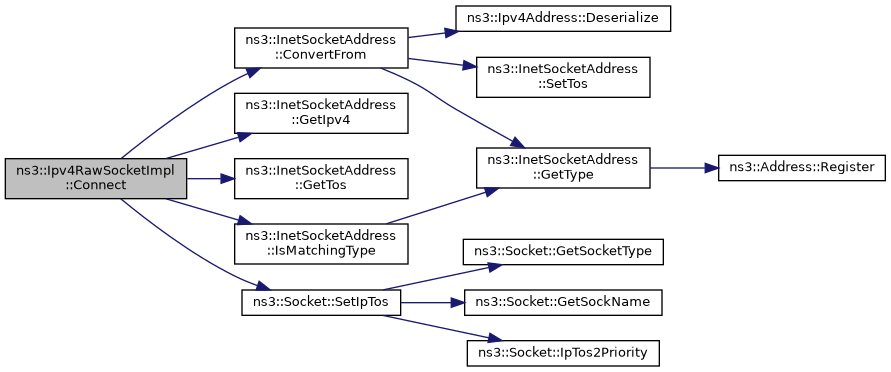 ns3::Ipv4RawSocketImpl
::Connect
ns3::InetSocketAddress
::ConvertFrom
ns3::InetSocketAddress
::GetIpv4
ns3::InetSocketAddress
::GetTos
ns3::InetSocketAddress
::IsMatchingType
ns3::Socket::SetIpTos
ns3::Ipv4Address::Deserialize
ns3::InetSocketAddress
::SetTos
ns3::InetSocketAddress
::GetType
ns3::Socket::GetSocketType
ns3::Socket::GetSockName
ns3::Socket::IpTos2Priority
ns3::Address::Register